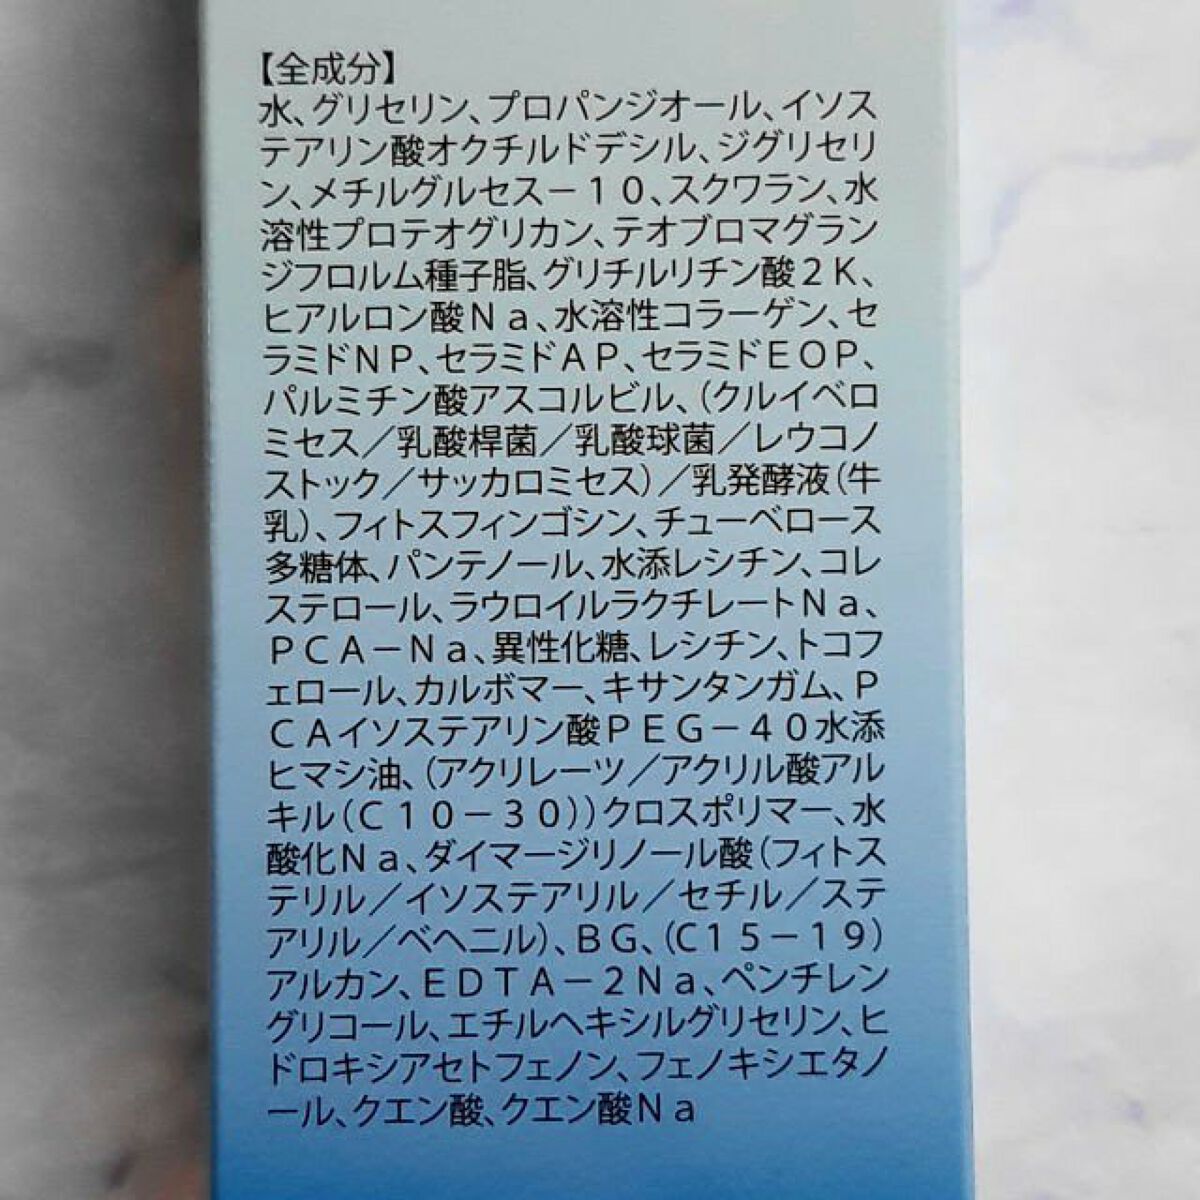 【全成分】
水、グリセリン、プロパンジオール、イソス
テアリン酸オクチルドデシル、ジグリセリ
ン、メチルグルセス－１０、スクワラン、水
溶性プロテオグリカン、テオブロマグラン
ジフロルム種子脂、グリチルリチン酸２Ｋ、
ヒアルロン酸Ｎａ、水溶性コラーゲン、セ
ラミドＮＰ、セラミドＡＰ、セラミドＥＯＰ、
パルミチン酸アスコルビル、（クルイベロ
ミセス／乳酸桿菌／乳酸球菌／レウコノ
ストック／サッカロミセス）／乳発酵液（牛
乳）、フィトスフィンゴシン、チューベロース
多糖体、パンテノール、水添レシチン、コレ
ステロール、ラウロイルラクチレートＮａ、
ＰＣＡ－Ｎａ、異性化糖、レシチン、トコフ
ェロール、カルボマー、キサンタンガム、Ｐ
ＣＡイソステアリン酸ＰＥＧ－４０水添
ヒマシ油、（アクリレーツ／アクリル酸アル
キル（Ｃ１０－３０））クロスポリマー、水
酸化Ｎａ、ダイマージリノール酸（フィトス
テリル／イソステアリル／セチル／ステ
アリル／ベヘニル）、ＢＧ、（Ｃ１５－１９）
アルカン、ＥＤＴＡ－２Ｎａ、ペンチレン
グリコール、エチルヘキシルグリセリン、ヒ
ドロキシアセトフェノン、フェノキシエタノ
ール、クエン酸、クエン酸Ｎａ